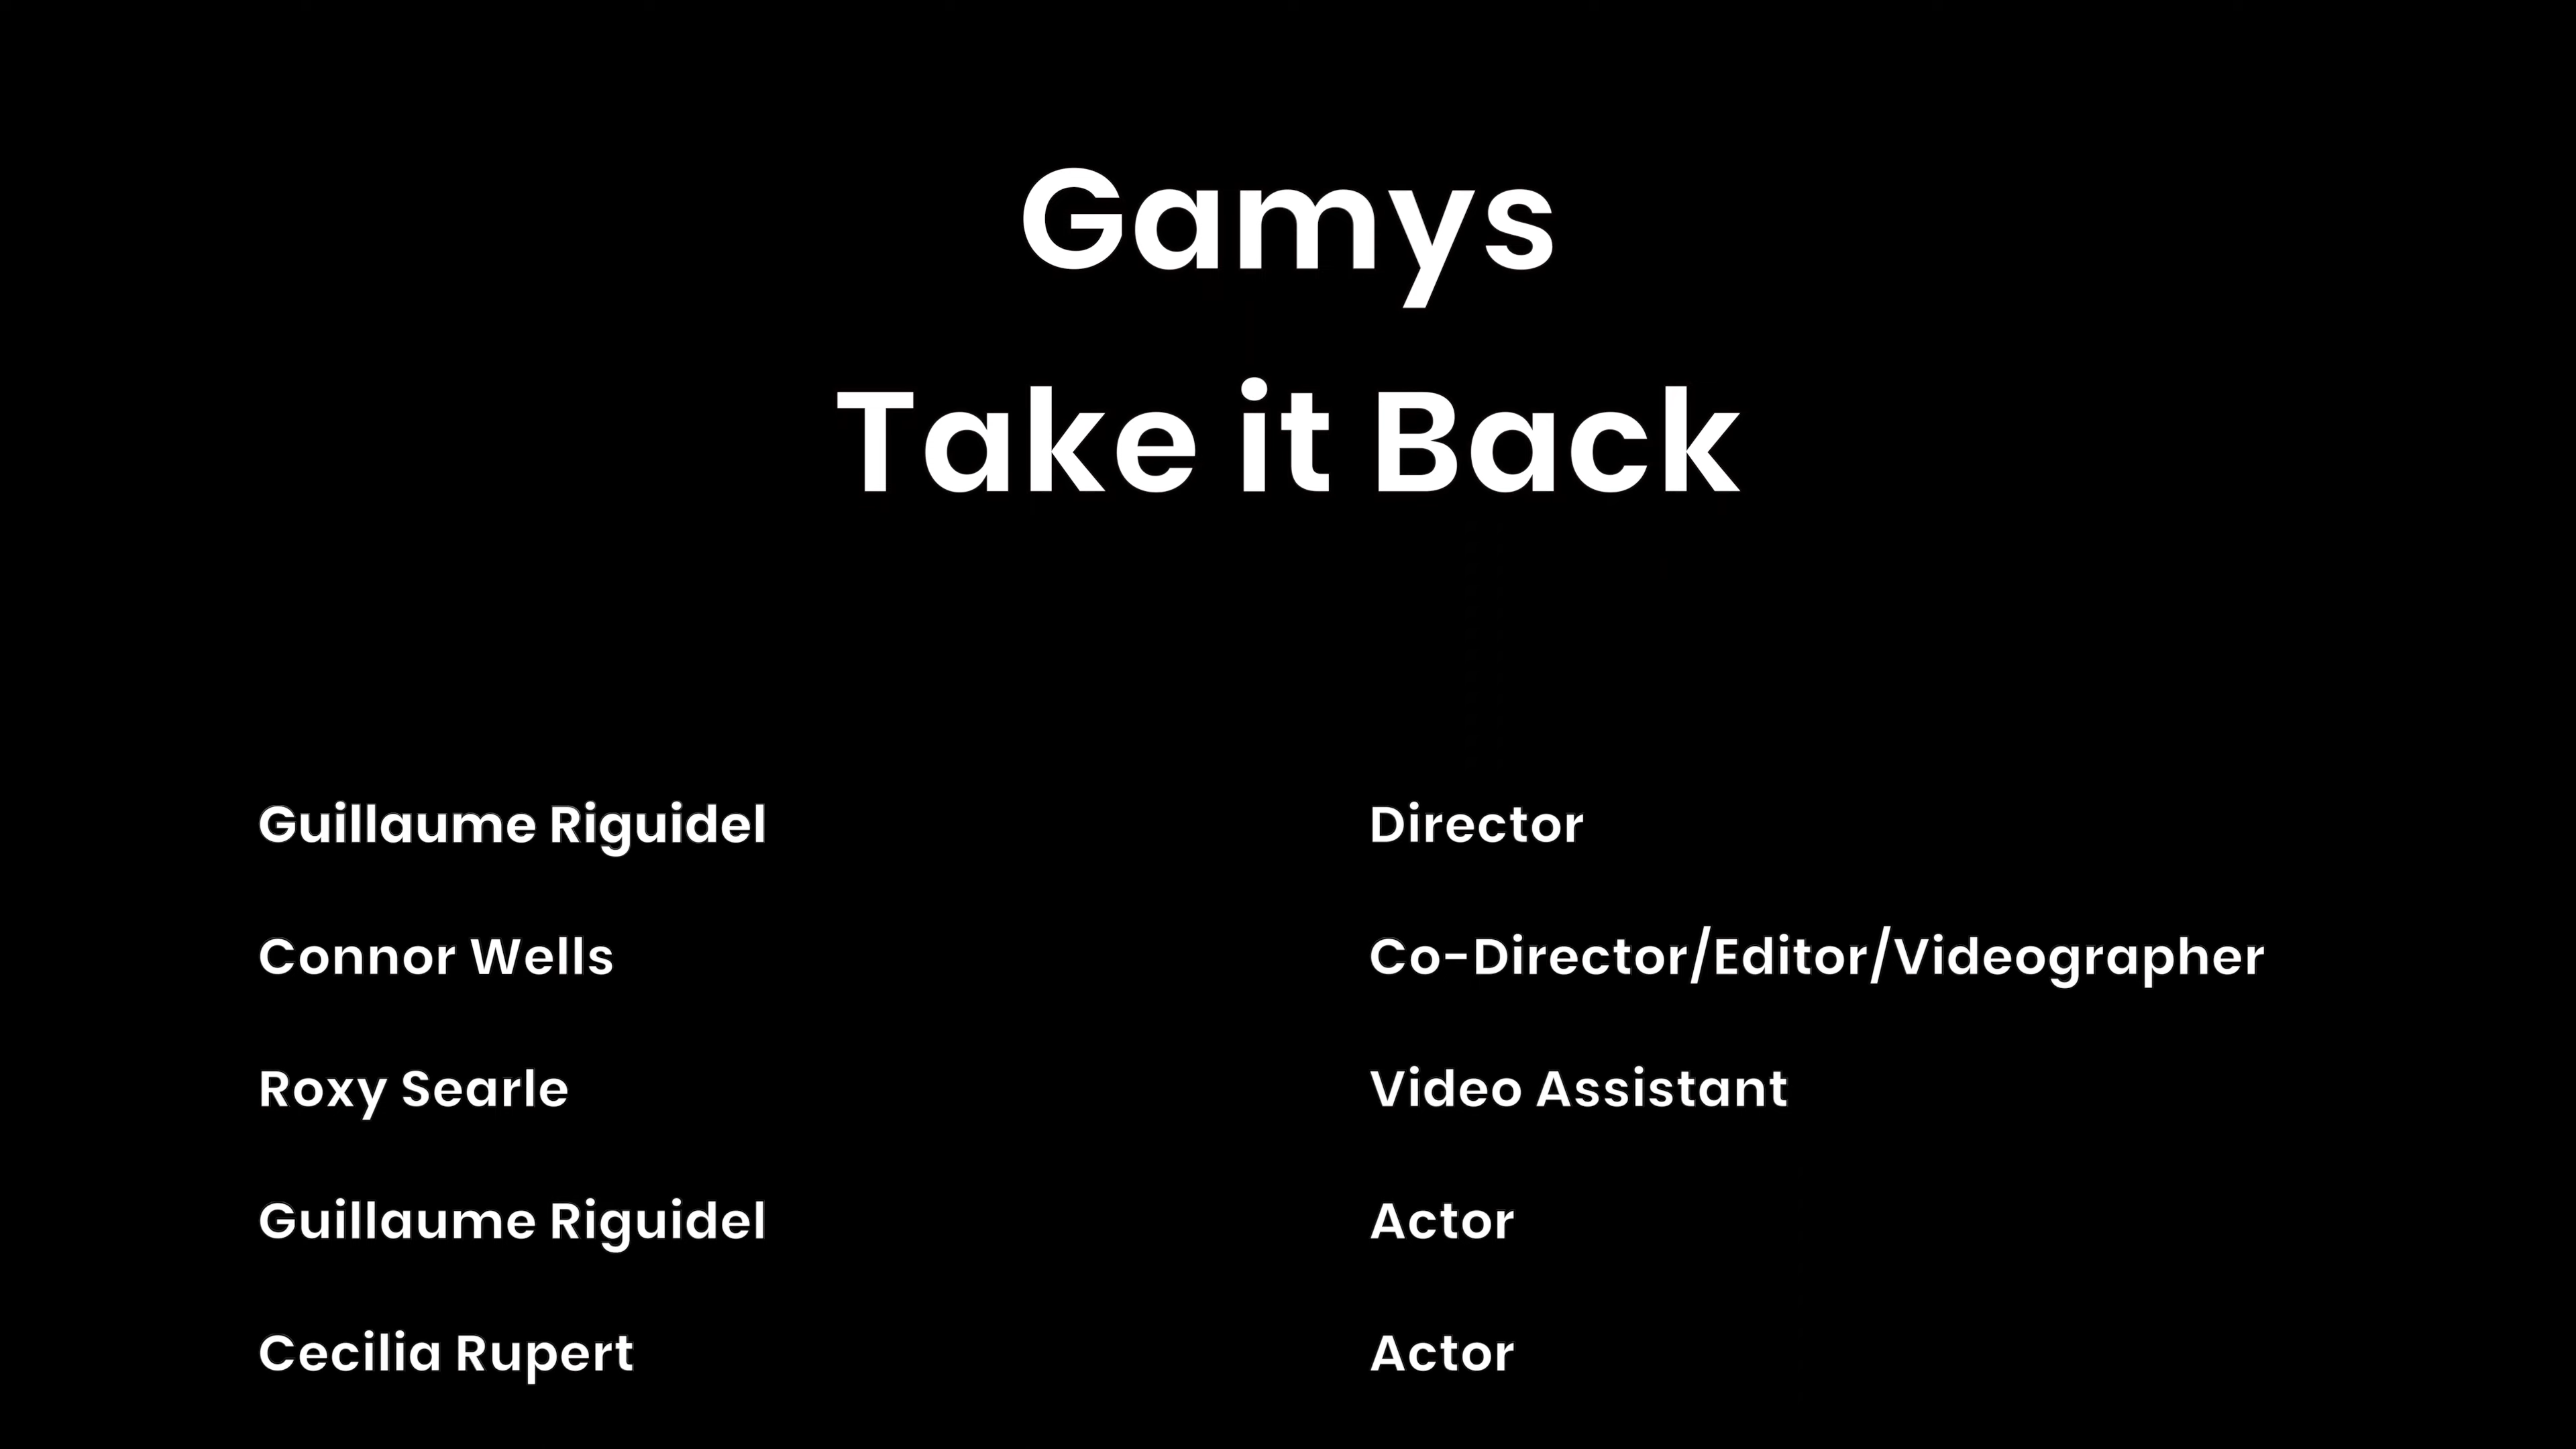 Gamys
Take it Back
Guillaume Riguidel Director
Connor Wells Co-Director/Editor/Videographer
Roxy Searle Video Assistant
Guillaume Riguidel Actor
Cecilia Rupert Actor